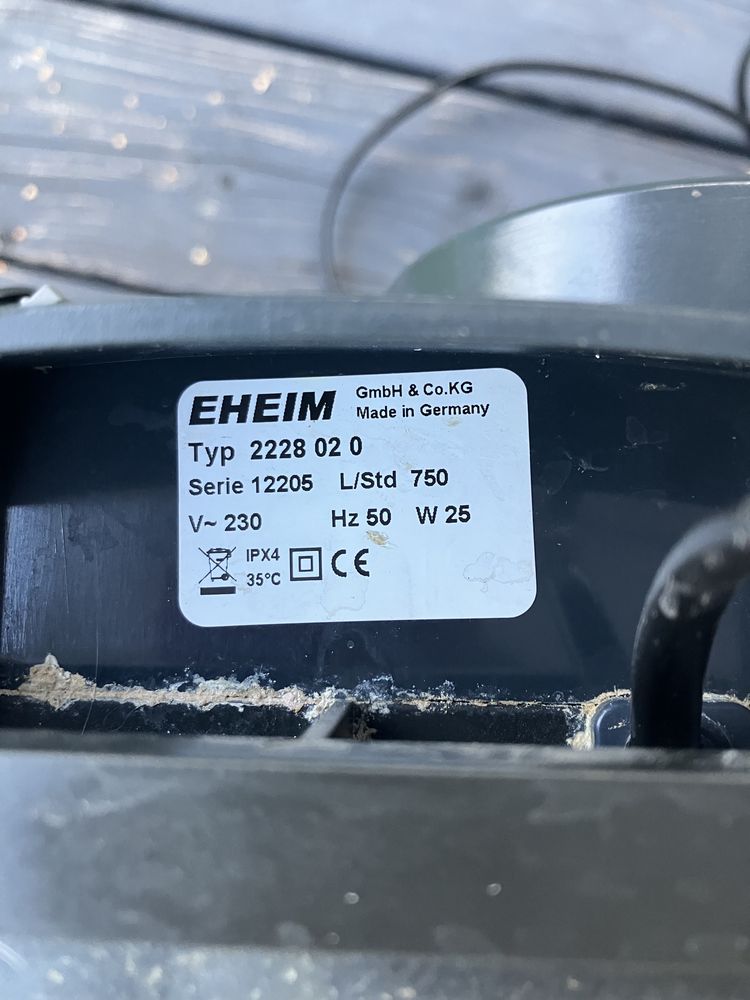 EHEIM GmbH & Co.KG
Made in Germany
Typ 2228 02 0
Serie 12205 L/Std 750
V~ 230 Hz 50 W 25
IPX4
35°C
CE